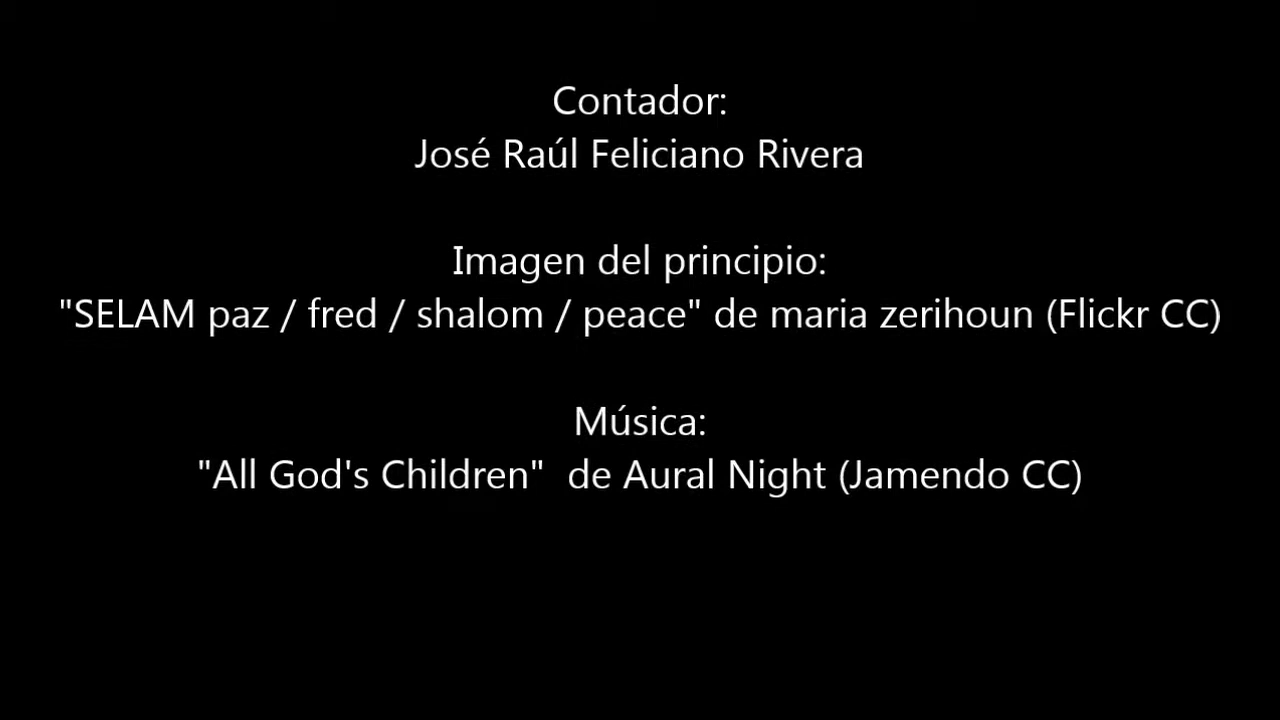 Contador:
José Raúl Feliciano Rivera
Imagen del principio:
"SELAM paz / fred / shalom / peace" de maria zerihoun (Flickr CC)
Música:
"All God's Children"  de Aural Night (Jamendo CC)